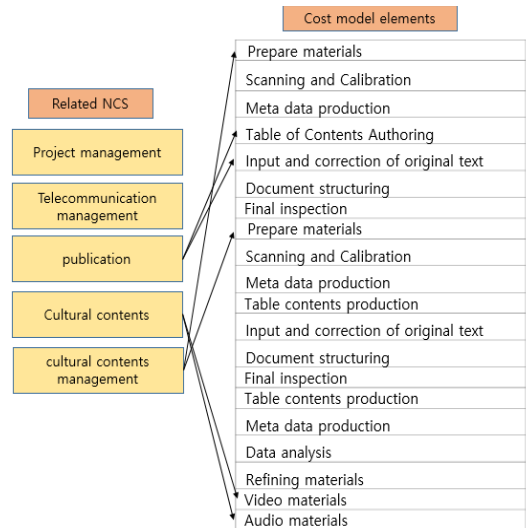 Cost model elements
Related NCS
Project management
Telecommunication
management
publication
Cultural contents
cultural contents
management
Prepare materials
Scanning and Calibration
Meta data production
Table of Contents Authoring
Input and correction of original text
Document structuring
Final inspection
Prepare materials
Scanning and Calibration
Meta data production
Table contents production
Input and correction of original text
Document structuring
Final inspection
Table contents production
Meta data production
Data analysis
Refining materials
Video materials
Audio materials